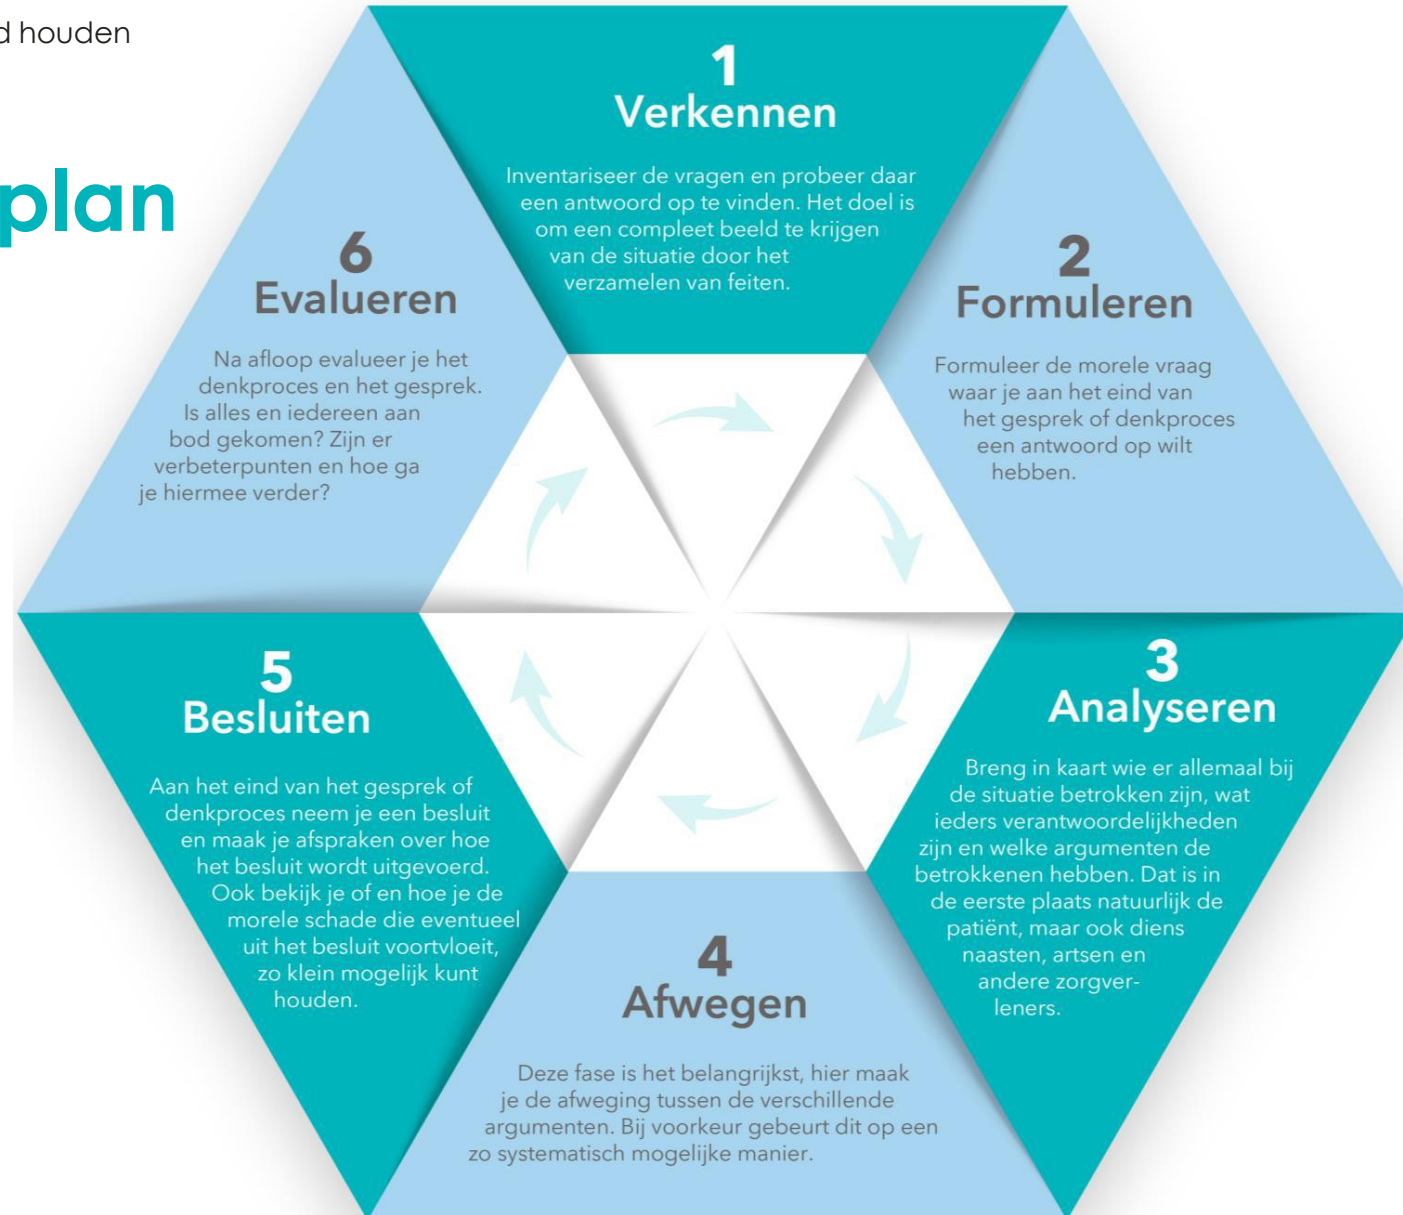 d houden
plan
1
Verkennen
Inventariseer de vragen en probeer daar
een antwoord op te vinden. Het doel is
om een compleet beeld te krijgen
van de situatie door het
verzamelen van feiten.
2
Formuleren
Formuleer de morele vraag
waar je aan het eind van
het gesprek of denkproces
een antwoord op wilt
hebben.
3
Analyseren
Breng in kaart wie er allemaal bij
de situatie betrokken zijn, wat
ieders verantwoordelijkheden
zijn en welke argumenten de
betrokkenen hebben. Dat is in
de eerste plaats natuurlijk de
patiënt, maar ook diens
naasten, artsen en
andere zorgver-
leners.
4
Afwegen
Deze fase is het belangrijkst, hier maak
je de afweging tussen de verschillende
argumenten. Bij voorkeur gebeurt dit op een
zo systematisch mogelijke manier.
5
Besluiten
Aan het eind van het gesprek of
denkproces neem je een besluit
en maak je afspraken over hoe
het besluit wordt uitgevoerd.
Ook bekijk je of en hoe je de
morele schade die eventueel
uit het besluit voortvloeit,
zo klein mogelijk kunt
houden.
6
Evalueren
Na afloop evalueer je het
denkproces en het gesprek.
Is alles en iedereen aan
bod gekomen? Zijn er
verbeterpunten en hoe ga
je hiermee verder?